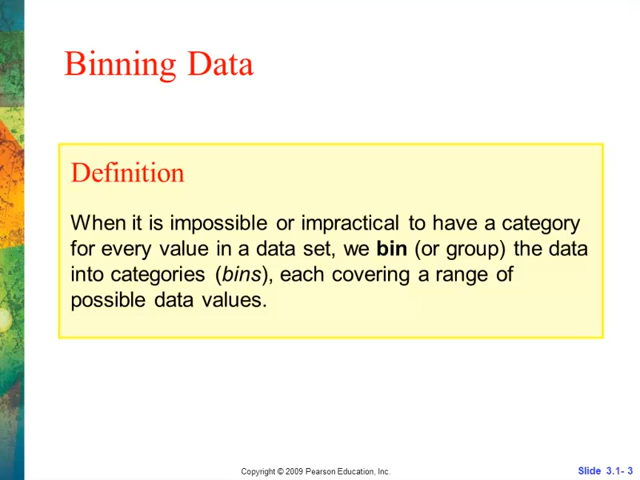 Binning Data
Definition
When it is impossible or impractical to have a category
for every value in a data set, we bin (or group) the data
into categories (bins), each covering a range of
possible data values.
Copyright © 2009 Pearson Education, Inc.
Slide 3.1- 3